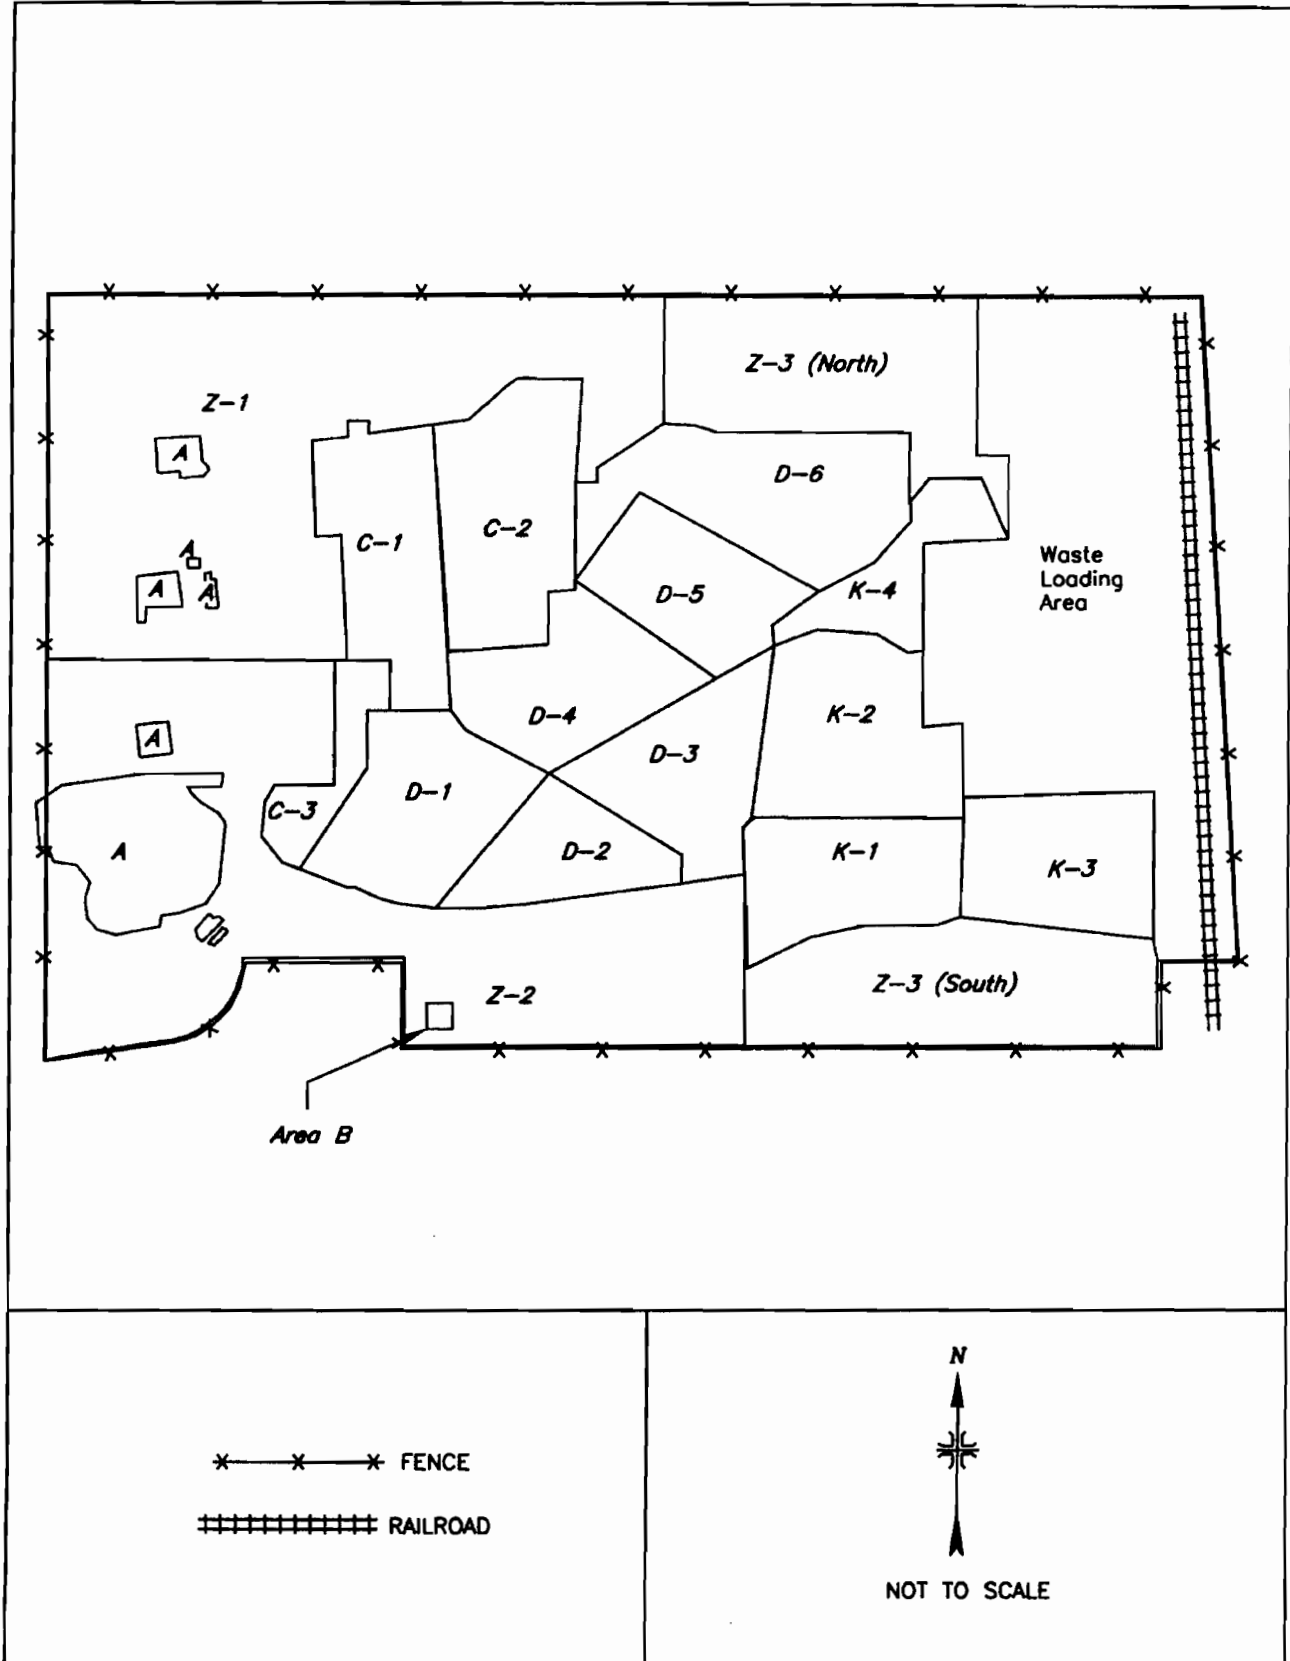 Z-3 (North)
Z-1
A
D-6
C-2
C-1
A
Waste
Loading
Area
A
A
D-5
K-4
D-4
K-2
A
D-3
D-1
C-3
A
D-2
K-1
K-3
Z-2
Z-3 (South)
Area B
N
FENCE
RAILROAD
NOT TO SCALE